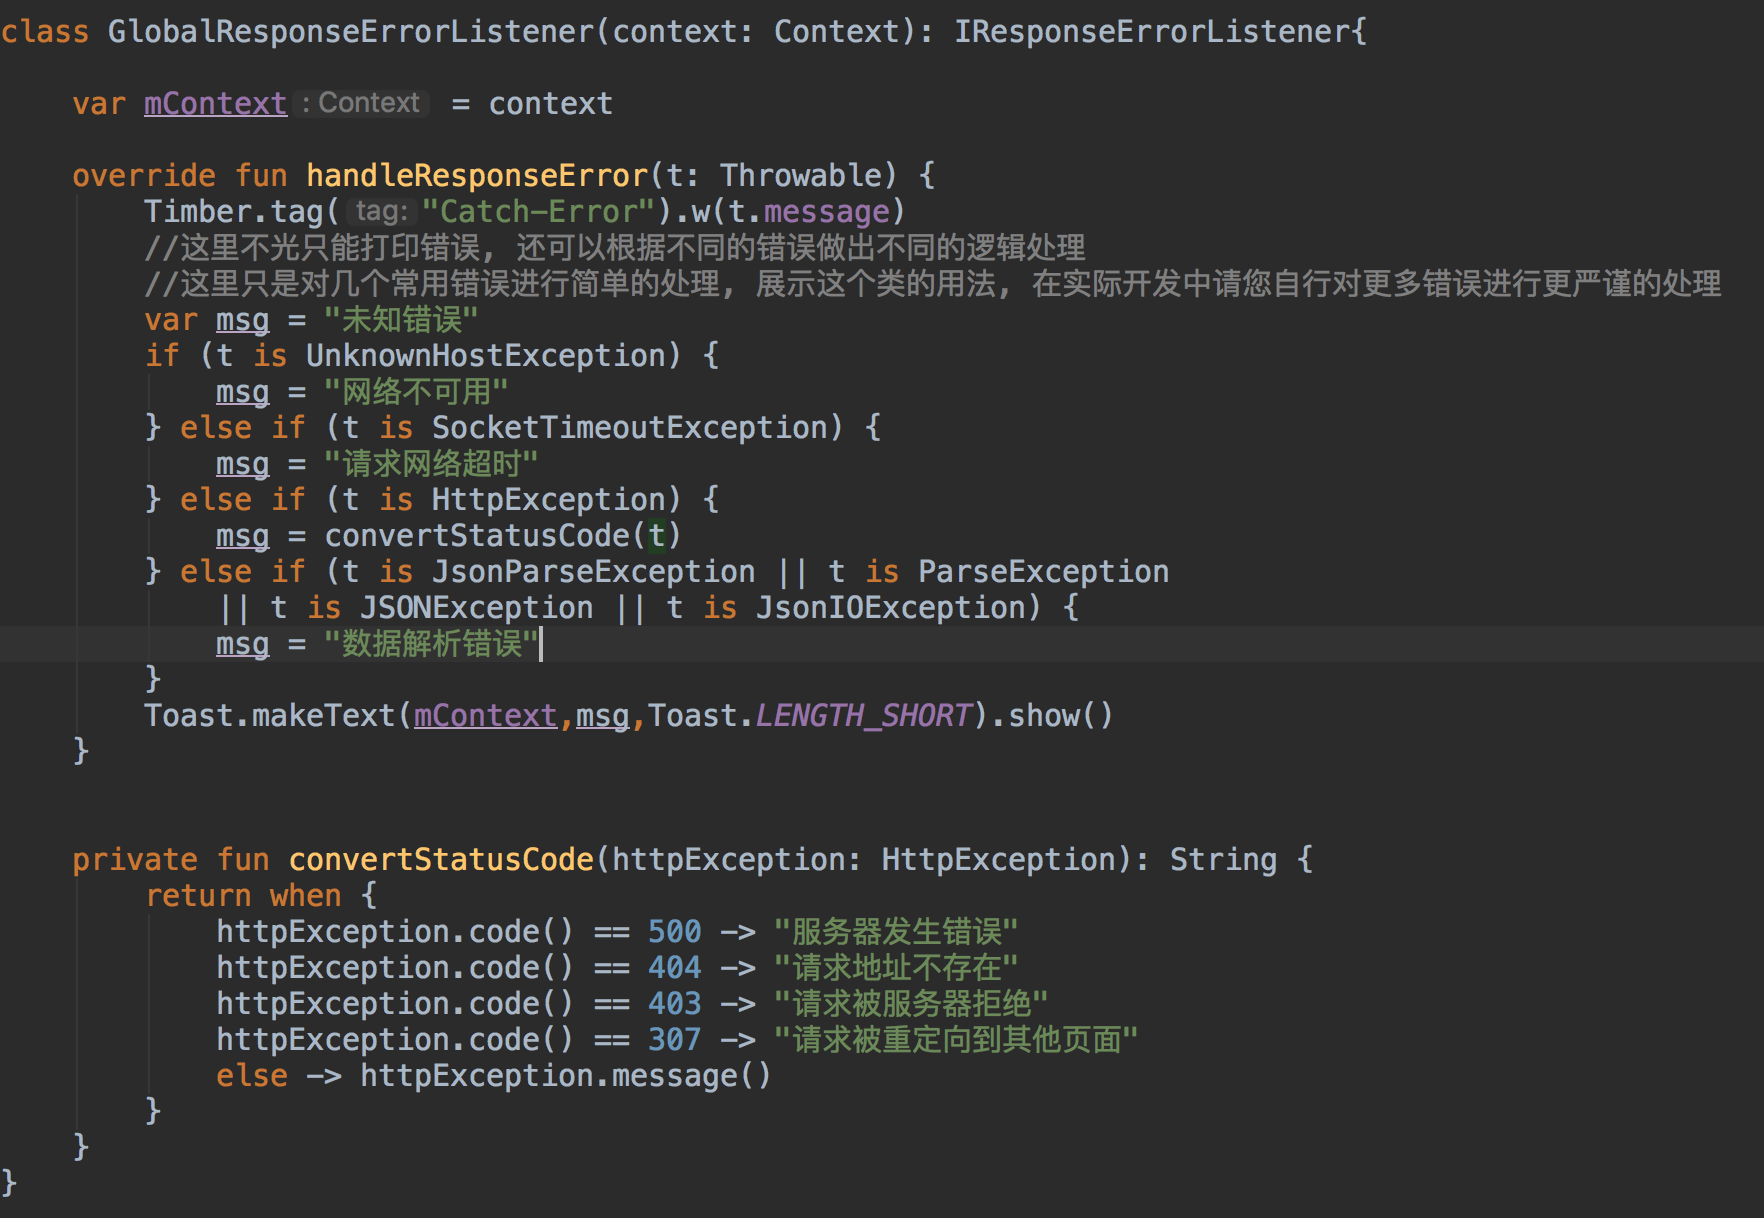 class GlobalResponseErrorListener(context: Context): IResponseErrorListener{
var mContext : Context = context
override fun handleResponseError(t: Throwable) {
Timber.tag( tag: "Catch-Error").w(t.message)
//这里不光只能打印错误, 还可以根据不同的错误做出不同的逻辑处理
//这里只是对几个常用错误进行简单的处理, 展示这个类的用法, 在实际开发中请您自行对更多错误进行更严谨的处理
var msg = "未知错误"
if (t is UnknownHostException) {
msg = "网络不可用"
} else if (t is SocketTimeoutException) {
msg = "请求网络超时"
} else if (t is HttpException) {
msg = convertStatusCode(t)
} else if (t is JsonParseException || t is ParseException
|| t is JSONException || t is JsonIOException) {
msg = "数据解析错误"
}
Toast.makeText(mContext,msg,Toast.LENGTH_SHORT).show()
}
private fun convertStatusCode(httpException: HttpException): String {
return when {
httpException.code() == 500 -> "服务器发生错误"
httpException.code() == 404 -> "请求地址不存在"
httpException.code() == 403 -> "请求被服务器拒绝"
httpException.code() == 307 -> "请求被重定向到其他页面"
else -> httpException.message()
}
}
}